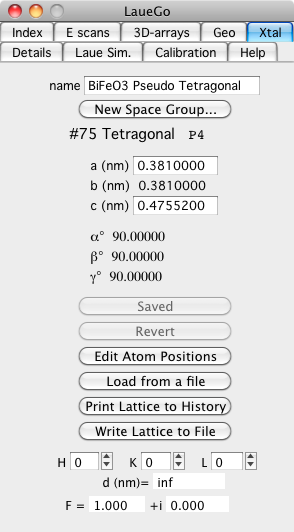 LaueGo
Index E scans 3D-arrays Geo Xtal
Details Laue Sim. Calibration Help
name BiFeO3 Pseudo Tetragonal
New Space Group...
#75 Tetragonal P4
a (nm) 0.3810000
b (nm) 0.3810000
c (nm) 0.4755200
α° 90.00000
β° 90.00000
γ° 90.00000
Saved
Revert
Edit Atom Positions
Load from a file
Print Lattice to History
Write Lattice to File
H 0 K 0 L 0
d (nm)= inf
F = 1.000 +i 0.000